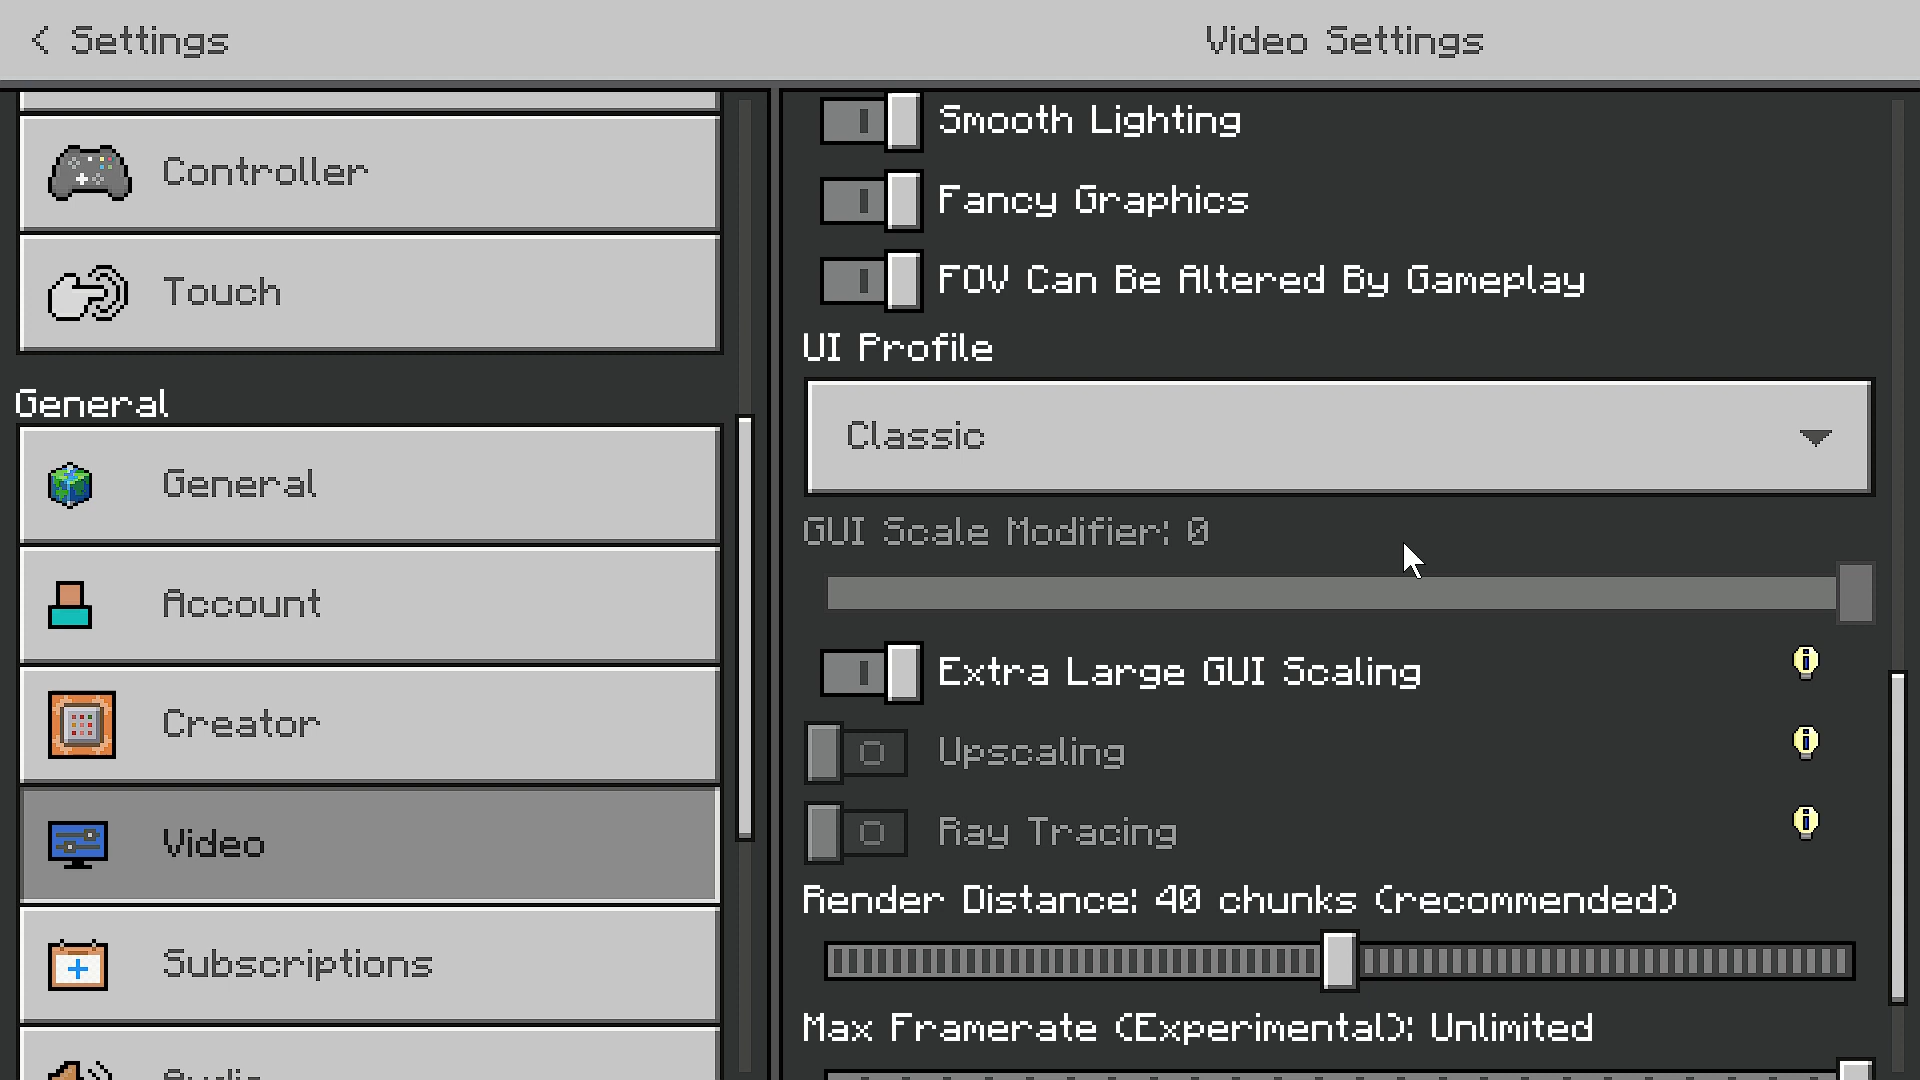 Settings
Video Settings
Controller
Touch
General
General
Account
Creator
Video
Subscriptions
Smooth Lighting
Fancy Graphics
FOV Can Be Altered By Gameplay
UI Profile
Classic
GUI Scale Modifier: 0
Extra Large GUI Scaling
Upscaling
Ray Tracing
Render Distance: 40 chunks (recommended)
Max Framerate (Experimental): Unlimited